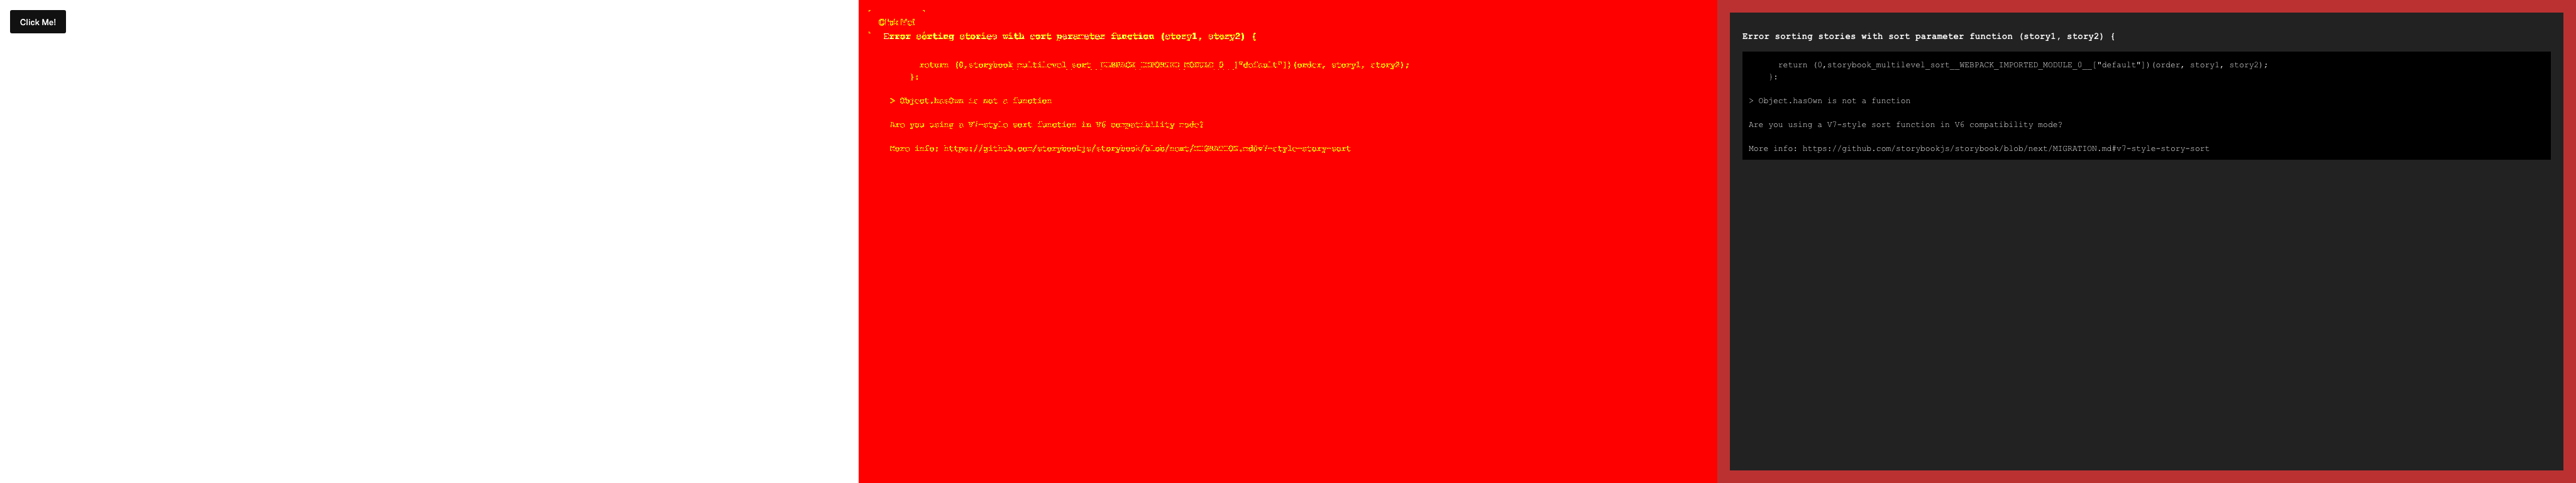 Click Me!
Error sorting stories with sort parameter function (story1, story2) {
return (0,storybook_multilevel_sort__WEBPACK_IMPORTED_MODULE_0__["default"])(order, story1, story2);
}:
> Object.hasOwn is not a function
Are you using a V7-style sort function in V6 compatibility mode?
More info: https://github.com/storybookjs/storybook/blob/next/MIGRATION.md#v7-style-story-sort
Error sorting stories with sort parameter function (story1, story2) {
return (0,storybook_multilevel_sort__WEBPACK_IMPORTED_MODULE_0__["default"])(order, story1, story2);
}:
> Object.hasOwn is not a function
Are you using a V7-style sort function in V6 compatibility mode?
More info: https://github.com/storybookjs/storybook/blob/next/MIGRATION.md#v7-style-story-sort